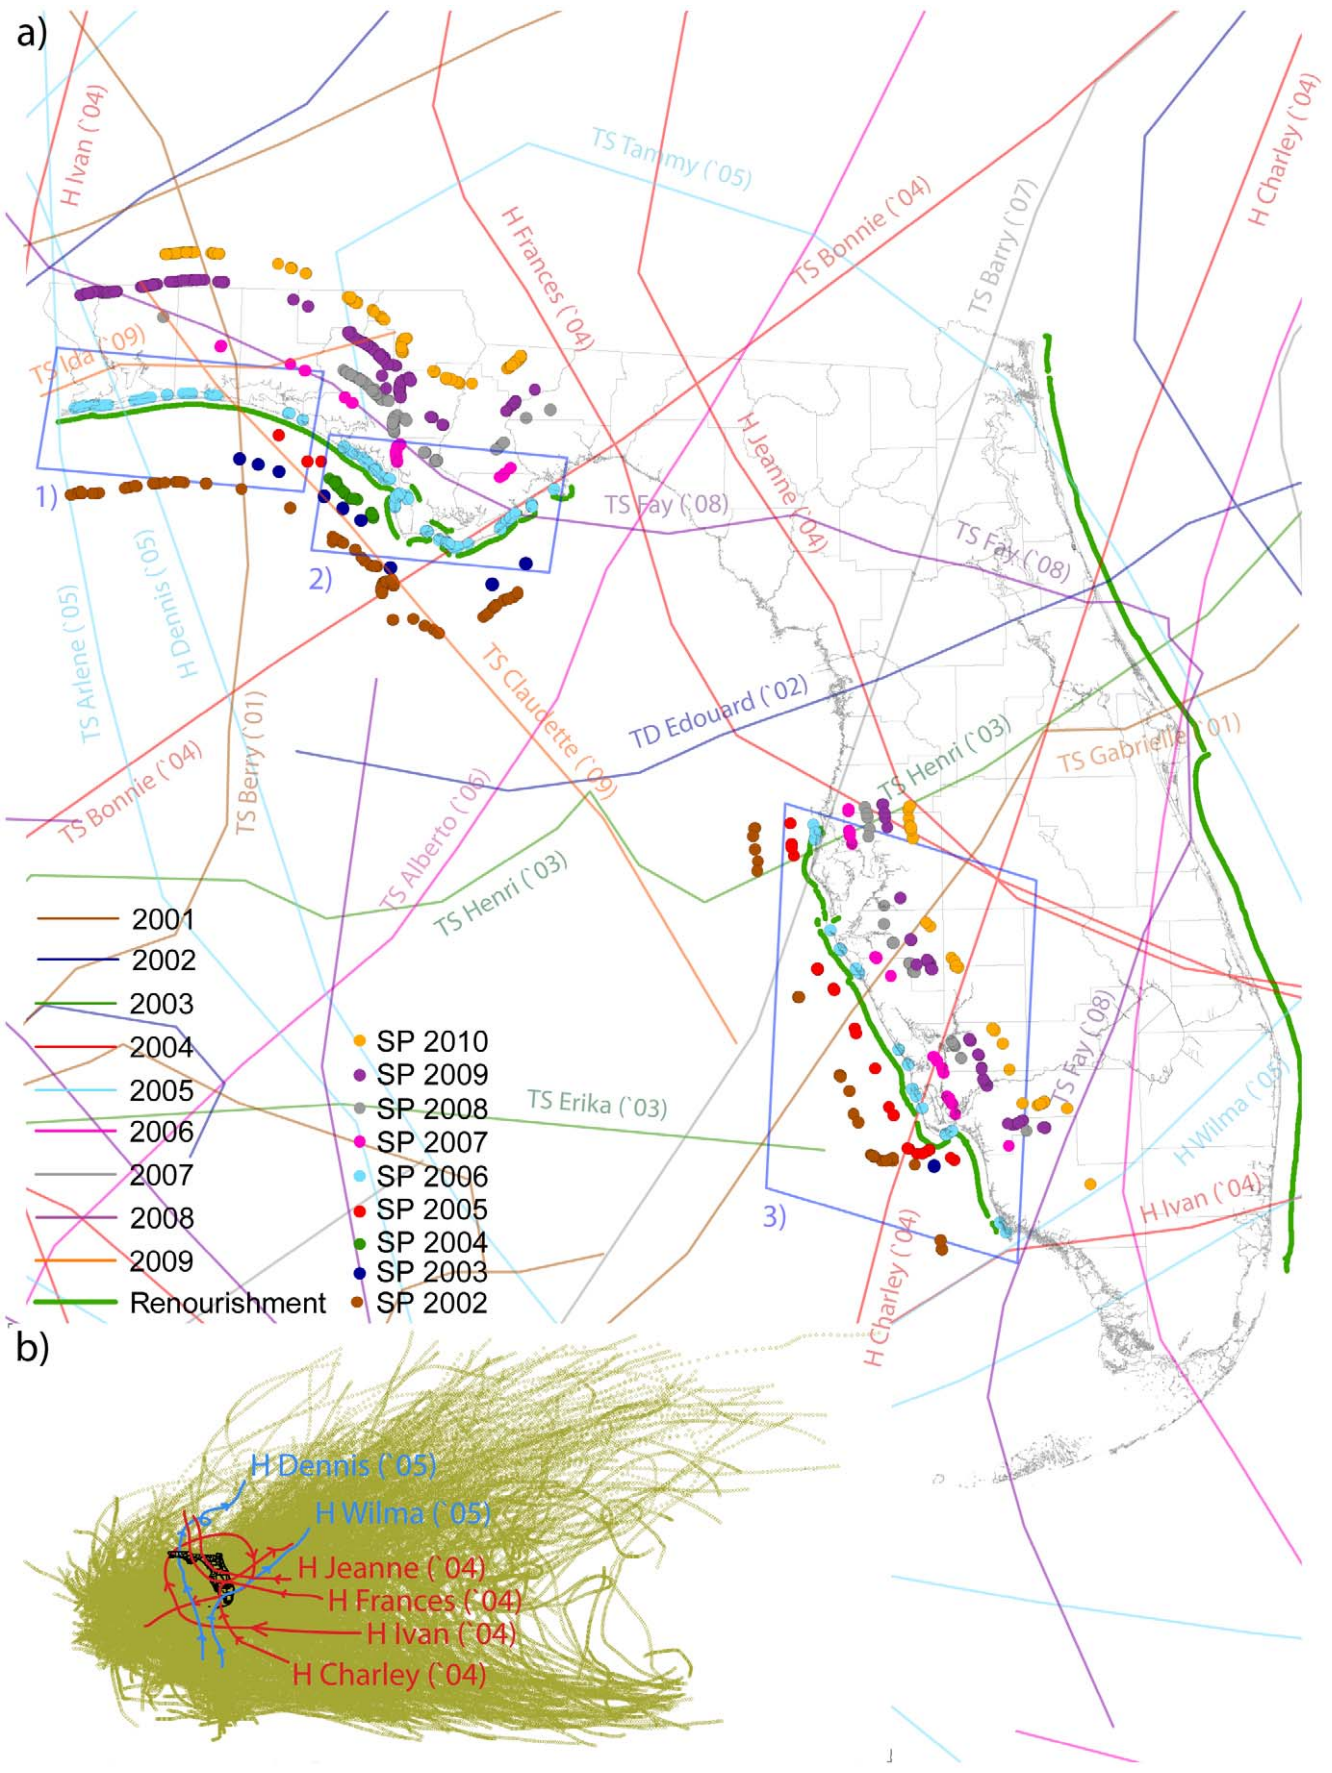 a)
H Ivan (`04)
TS Tammy (`05)
H Charley (`04)
TS Bonnie (`04)
TS Barry (`07)
H Frances (`04)
TS Ida (`09)
H Jeanne (`04)
1)
TS Fay (`08)
TS Fay (`08)
2)
H Dennis (`05)
TS Arlene (`05)
TS Claudette (`09)
TD Edouard (`02)
TS Henri (`03)
TS Gabrielle (`01)
TS Bonnie (`04)
TS Berry (`01)
TS Alberto (`06)
TS Henri (`03)
TS Erika (`03)
TS Fay (`08)
H Wilma (`05)
H Ivan (`04)
3)
H Charley (`04)
2001
2002
2003
2004
2005
2006
2007
2008
2009
Renourishment
SP 2010
SP 2009
SP 2008
SP 2007
SP 2006
SP 2005
SP 2004
SP 2003
SP 2002
b)
H Dennis (`05)
H Wilma (`05)
H Jeanne (`04)
H Frances (`04)
H Ivan (`04)
H Charley (`04)